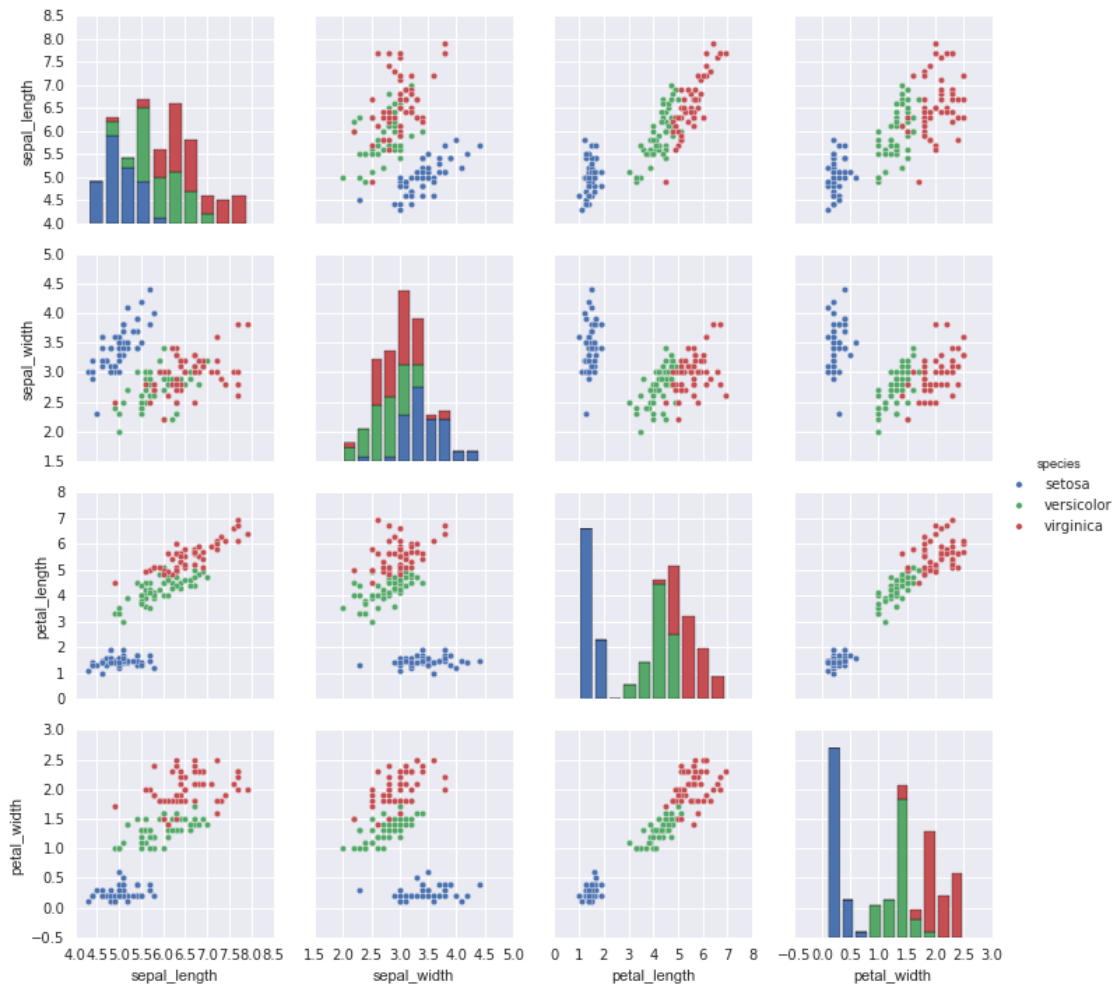 8.5
8.0
7.5
7.0
6.5
6.0
5.5
5.0
4.5
4.0
sepal_length
5.0
4.5
4.0
3.5
3.0
2.5
2.0
1.5
sepal_width
species
setosa
versicolor
virginica
8
7
6
5
4
3
2
1
0
petal_length
3.0
2.5
2.0
1.5
1.0
0.5
0.0
−0.5
petal_width
4.0 4.5 5.0 5.5 6.0 6.5 7.0 7.5 8.0 8.5
sepal_length
1.5 2.0 2.5 3.0 3.5 4.0 4.5 5.0
sepal_width
0 1 2 3 4 5 6 7 8
petal_length
−0.5 0.0 0.5 1.0 1.5 2.0 2.5 3.0
petal_width